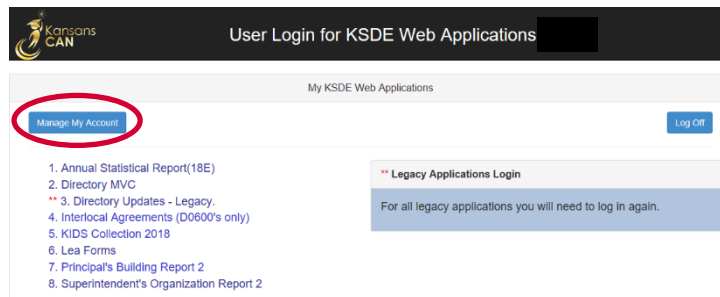 Kansans
CAN
User Login for KSDE Web Applications
My KSDE Web Applications
Manage My Account
Log Off
1. Annual Statistical Report(18E)
2. Directory MVC
** 3. Directory Updates - Legacy.
4. Interlocal Agreements (D0600's only)
5. KIDS Collection 2018
6. Lea Forms
7. Principal's Building Report 2
8. Superintendent's Organization Report 2
** Legacy Applications Login
For all legacy applications you will need to log in again.